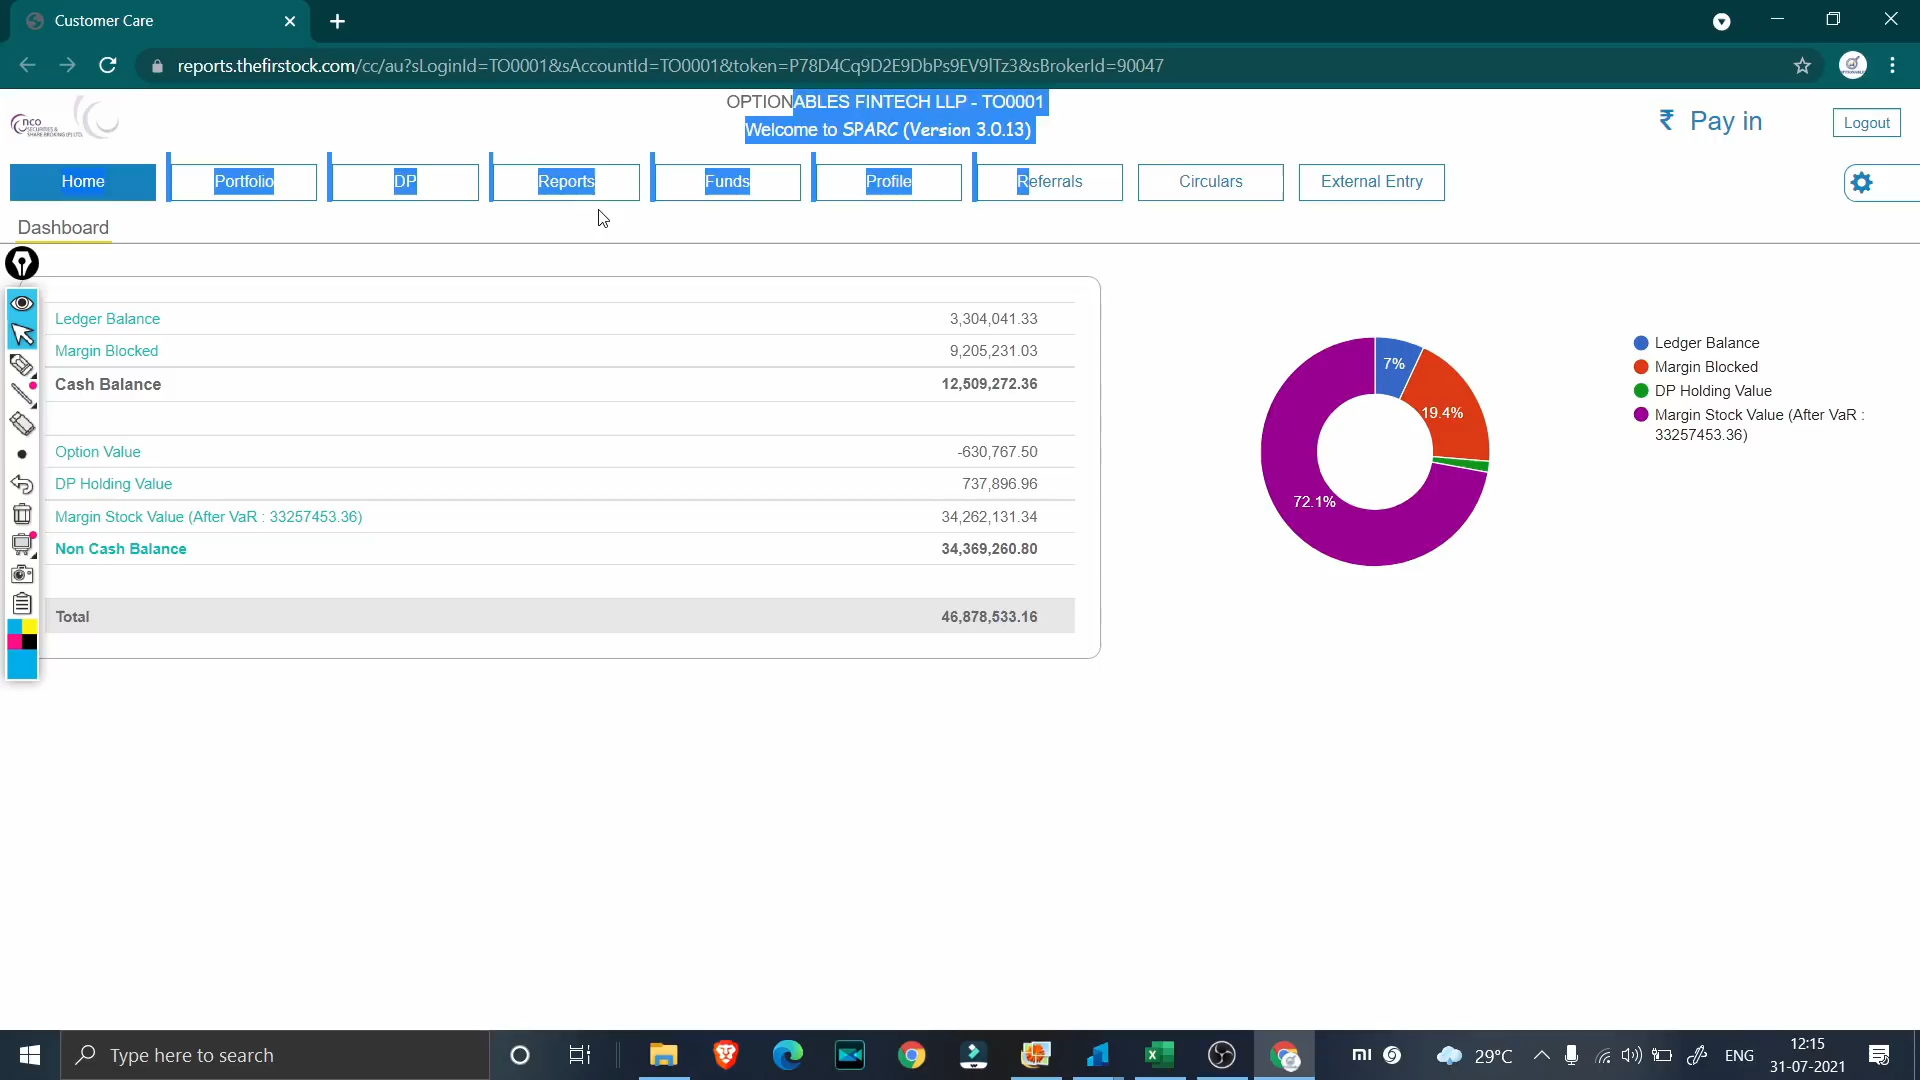 Customer Care
reports.thefirstock.com/cc/au?sLoginId=TO0001&sAccountId=TO0001&token=P78D4Cq9D2E9DbPs9EV9lTz3&sBrokerId=90047
OPTIONABLES FINTECH LLP - TO0001
Welcome to SPARC (Version 3.0.13)
₹ Pay in
Logout
Home
Portfolio
DP
Reports
Funds
Profile
Referrals
Circulars
External Entry
Dashboard
Ledger Balance 3,304,041.33
Margin Blocked 9,205,231.03
Cash Balance 12,509,272.36
Option Value -630,767.50
DP Holding Value 737,896.96
Margin Stock Value (After VaR : 33257453.36) 34,262,131.34
Non Cash Balance 34,369,260.80
Total 46,878,533.16
7%
19.4%
72.1%
Ledger Balance
Margin Blocked
DP Holding Value
Margin Stock Value (After VaR :
33257453.36)
Type here to search
29°C
ENG
12:15
31-07-2021